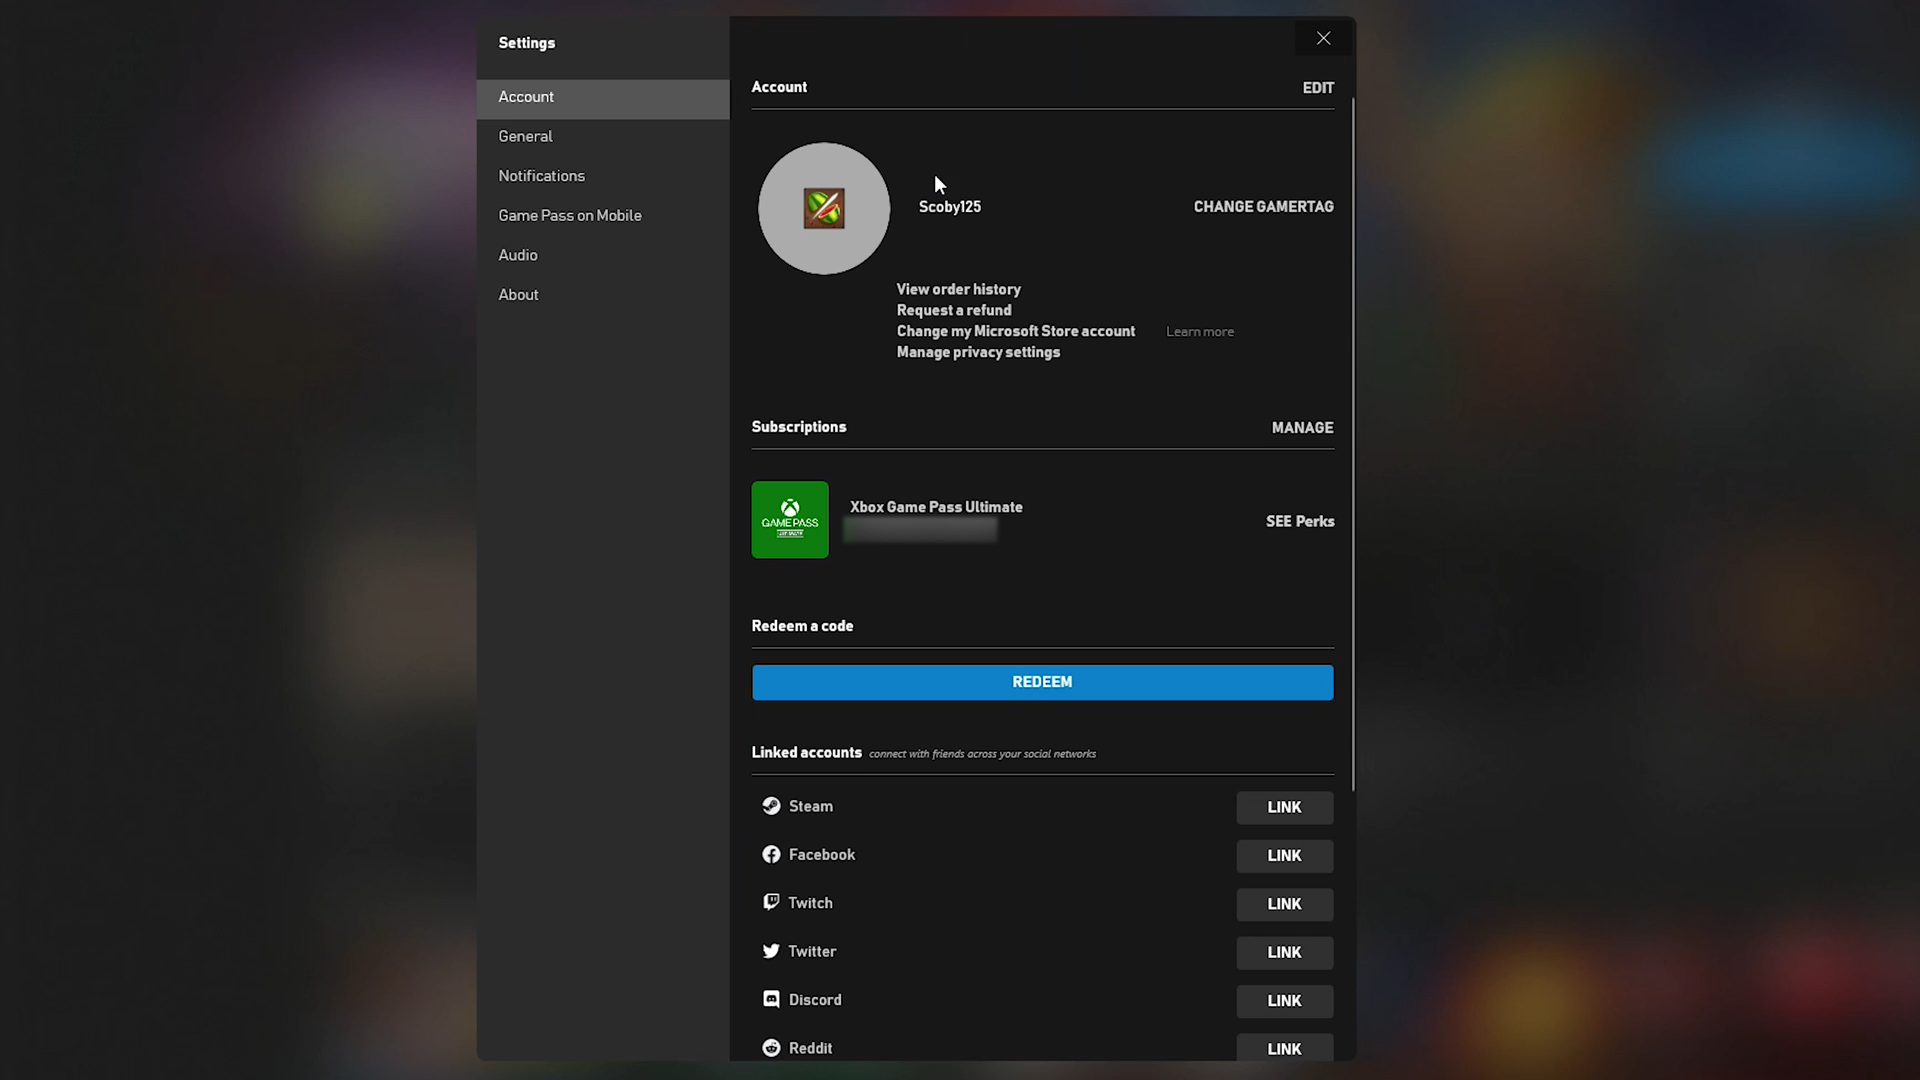 Settings
Account
General
Notifications
Game Pass on Mobile
Audio
About
Account EDIT
Scoby125 CHANGE GAMERTAG
View order history
Request a refund
Change my Microsoft Store account Learn more
Manage privacy settings
Subscriptions MANAGE
GAME PASS
ULTIMATE
Xbox Game Pass Ultimate
SEE Perks
Redeem a code
REDEEM
Linked accounts connect with friends across your social networks
Steam LINK
Facebook LINK
Twitch LINK
Twitter LINK
Discord LINK
Reddit LINK